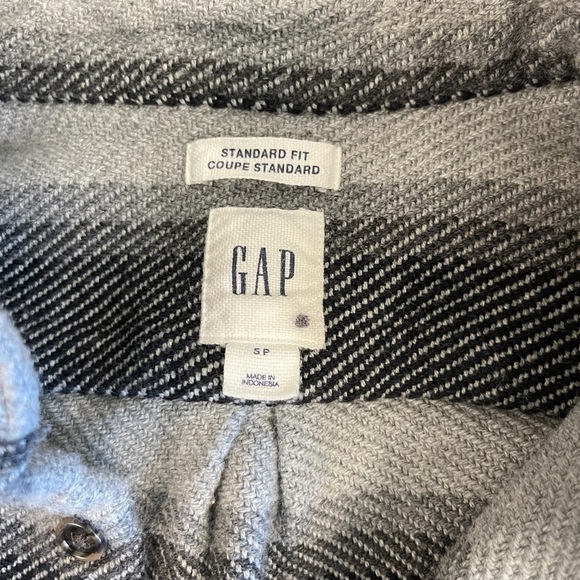 STANDARD FIT
COUPE STANDARD
GAP
SP
MADE IN
INDONESIA